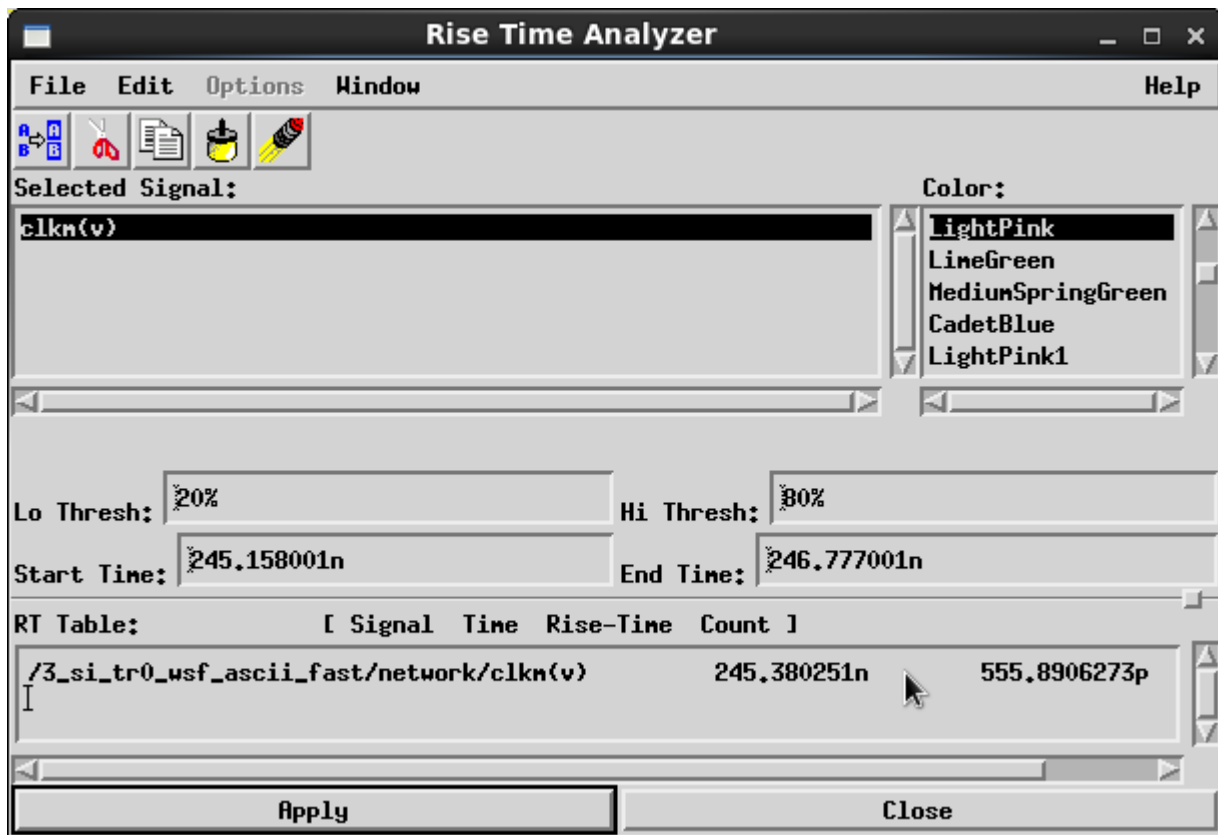 Rise Time Analyzer
File Edit Options Window Help
A B A B
Selected Signal: Color:
clkm(v) LightPink
LimeGreen
MediumSpringGreen
CadetBlue
LightPink1
Lo Thresh: 20% Hi Thresh: 80%
Start Time: 245.158001n End Time: 246.777001n
RT Table: [ Signal Time Rise-Time Count ]
/3_si_tr0_wsf_ascii_fast/network/clkm(v) 245.380251n 555.8906273p
Apply Close